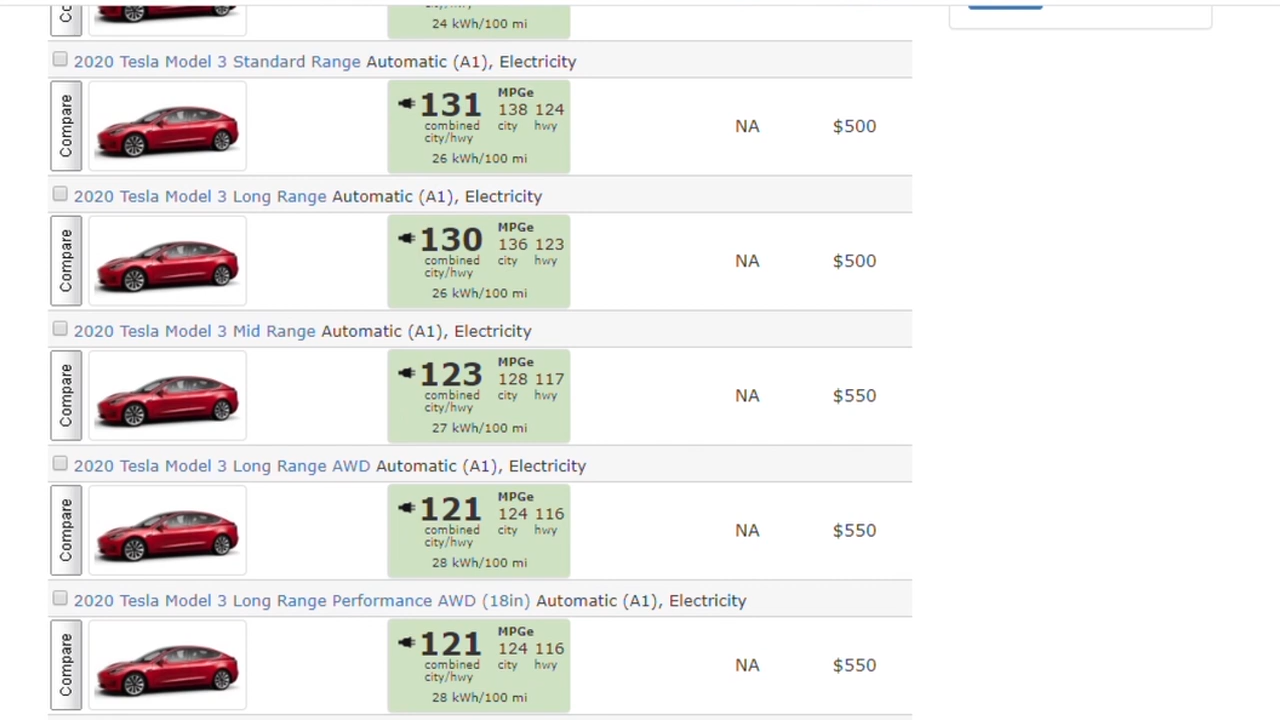 24 kWh/100 mi
2020 Tesla Model 3 Standard Range Automatic (A1), Electricity
Compare
131 MPGe 138 124
combined city/hwy city hwy
26 kWh/100 mi
NA $500
2020 Tesla Model 3 Long Range Automatic (A1), Electricity
Compare
130 MPGe 136 123
combined city/hwy city hwy
26 kWh/100 mi
NA $500
2020 Tesla Model 3 Mid Range Automatic (A1), Electricity
Compare
123 MPGe 128 117
combined city/hwy city hwy
27 kWh/100 mi
NA $550
2020 Tesla Model 3 Long Range AWD Automatic (A1), Electricity
Compare
121 MPGe 124 116
combined city/hwy city hwy
28 kWh/100 mi
NA $550
2020 Tesla Model 3 Long Range Performance AWD (18in) Automatic (A1), Electricity
Compare
121 MPGe 124 116
combined city/hwy city hwy
28 kWh/100 mi
NA $550